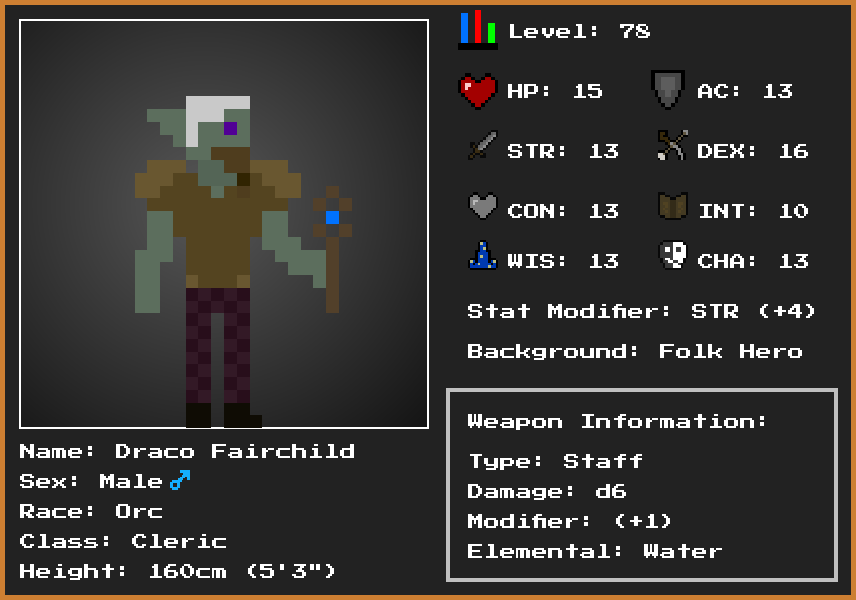 Level: 78
HP: 15
AC: 13
STR: 13
DEX: 16
CON: 13
INT: 10
WIS: 13
CHA: 13
Stat Modifier: STR (+4)
Background: Folk Hero
Weapon Information:
Type: Staff
Damage: d6
Modifier: (+1)
Elemental: Water
Name: Draco Fairchild
Sex: Male ♂
Race: Orc
Class: Cleric
Height: 160cm (5'3")